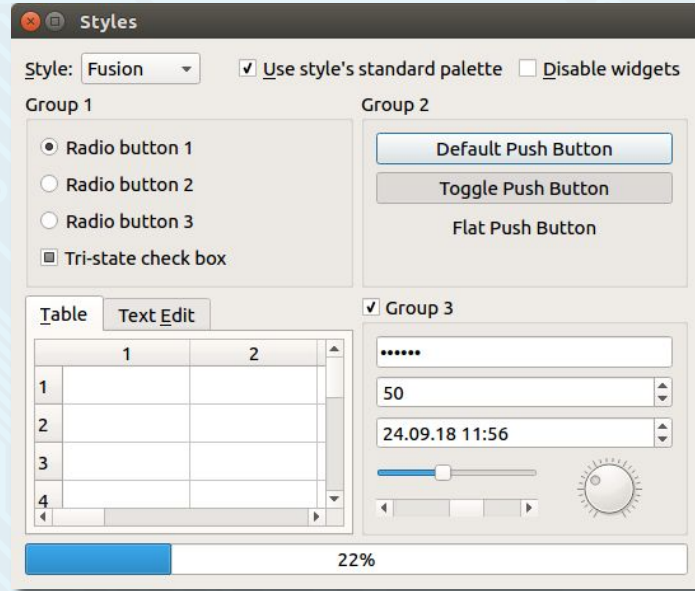 Styles
Style: Fusion
Use style's standard palette
Disable widgets
Group 1
Radio button 1
Radio button 2
Radio button 3
Tri-state check box
Group 2
Default Push Button
Toggle Push Button
Flat Push Button
Table
Text Edit
1 2
1
2
3
4
Group 3
••••••
50
24.09.18 11:56
22%